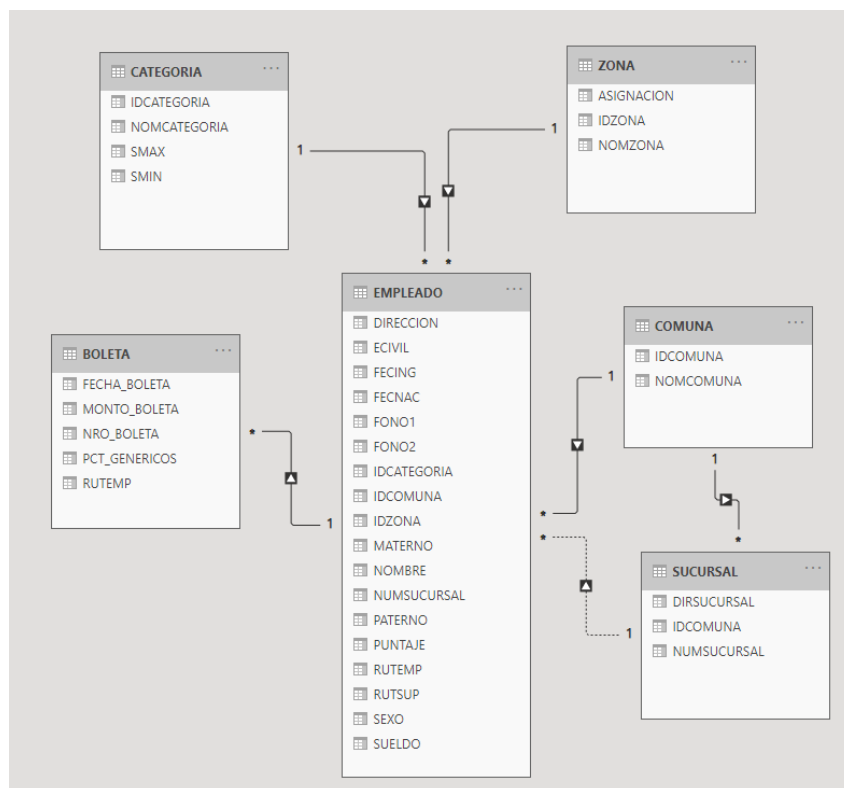 CATEGORIA ...
IDCATEGORIA
NOMCATEGORIA
SMAX
SMIN
1
ZONA ...
ASIGNACION
IDZONA
NOMZONA
1
* *
EMPLEADO ...
DIRECCION
ECIVIL
FECING
FECNAC
FONO1
FONO2
IDCATEGORIA
IDCOMUNA
IDZONA
MATERNO
NOMBRE
NUMSUCURSAL
PATERNO
PUNTAJE
RUTEMP
RUTSUP
SEXO
SUELDO
BOLETA ...
FECHA_BOLETA
MONTO_BOLETA
NRO_BOLETA
PCT_GENERICOS
RUTEMP
*
1
COMUNA ...
IDCOMUNA
NOMCOMUNA
1
*
*
1
*
1
SUCURSAL ...
DIRSUCURSAL
IDCOMUNA
NUMSUCURSAL